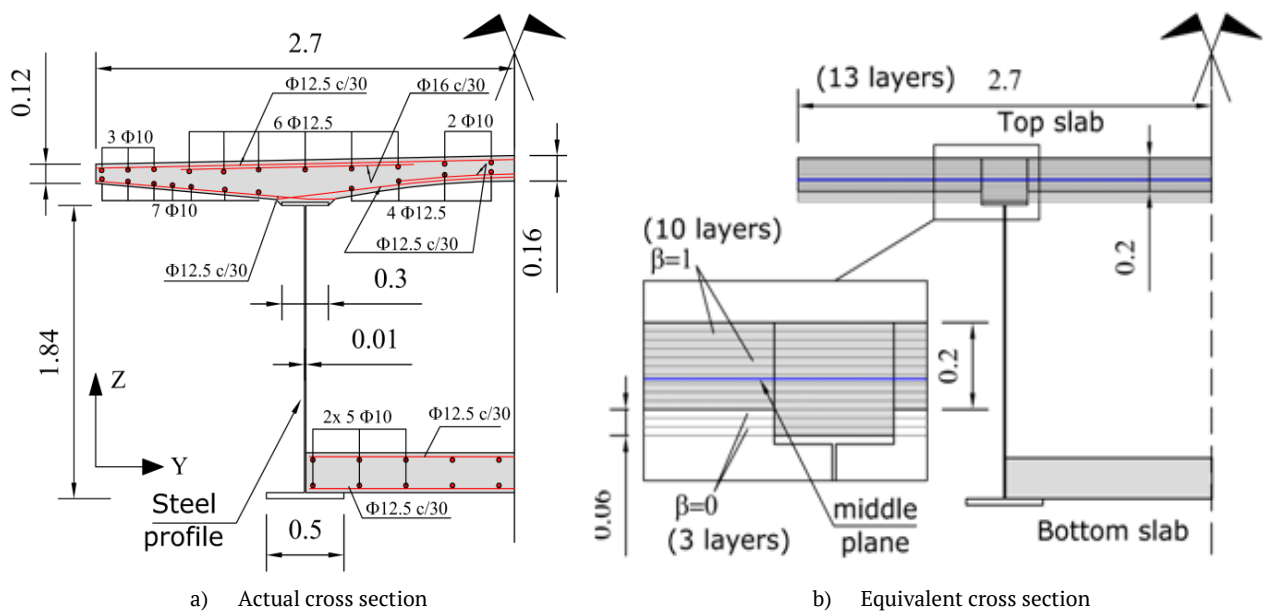 2.7
0.12
Φ12.5 c/30
Φ16 c/30
3 Φ10
6 Φ12.5
2 Φ10
7 Φ10
4 Φ12.5
Φ12.5 c/30
Φ12.5 c/30
0.16
0.3
0.01
1.84
Z
Y
2x 5 Φ10
Φ12.5 c/30
Φ12.5 c/30
Steel
profile
0.5
a) Actual cross section
(13 layers)
2.7
Top slab
0.2
(10 layers)
β=1
0.2
0.06
β=0
(3 layers)
middle
plane
Bottom slab
b) Equivalent cross section